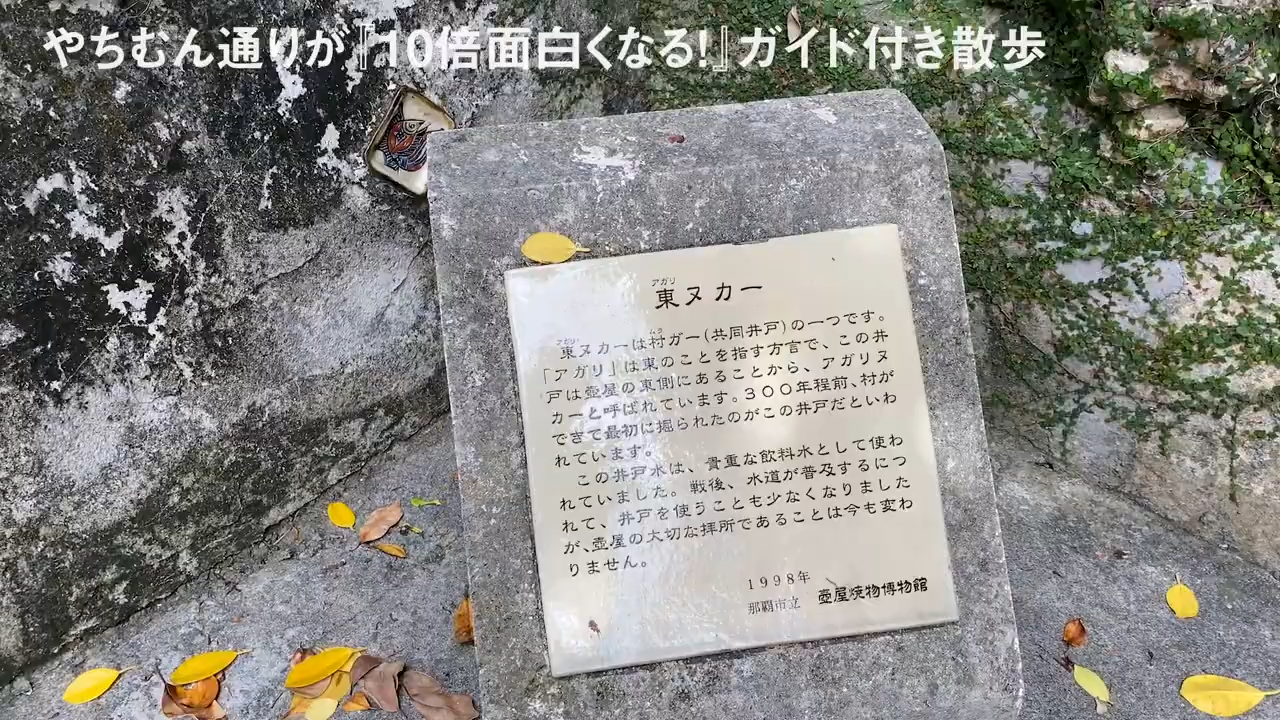 やちむん通りが『10倍面白くなる!』ガイド付き散歩
アガリ
東ヌカー
アガリ ムラ
東ヌカーは村ガー(共同井戸)の一つです。
「アガリ」は東のことを指す方言で、この井
戸は壺屋の東側にあることから、アガリヌ
カーと呼ばれています。300年程前、村が
できて最初に掘られたのがこの井戸だといわ
れています。
この井戸水は、貴重な飲料水として使わ
れていました。戦後、水道が普及するにつ
れて、井戸を使うことも少なくなりました
が、壺屋の大切な拝所であることは今も変わ
りません。
1998年
那覇市立 壺屋焼物博物館